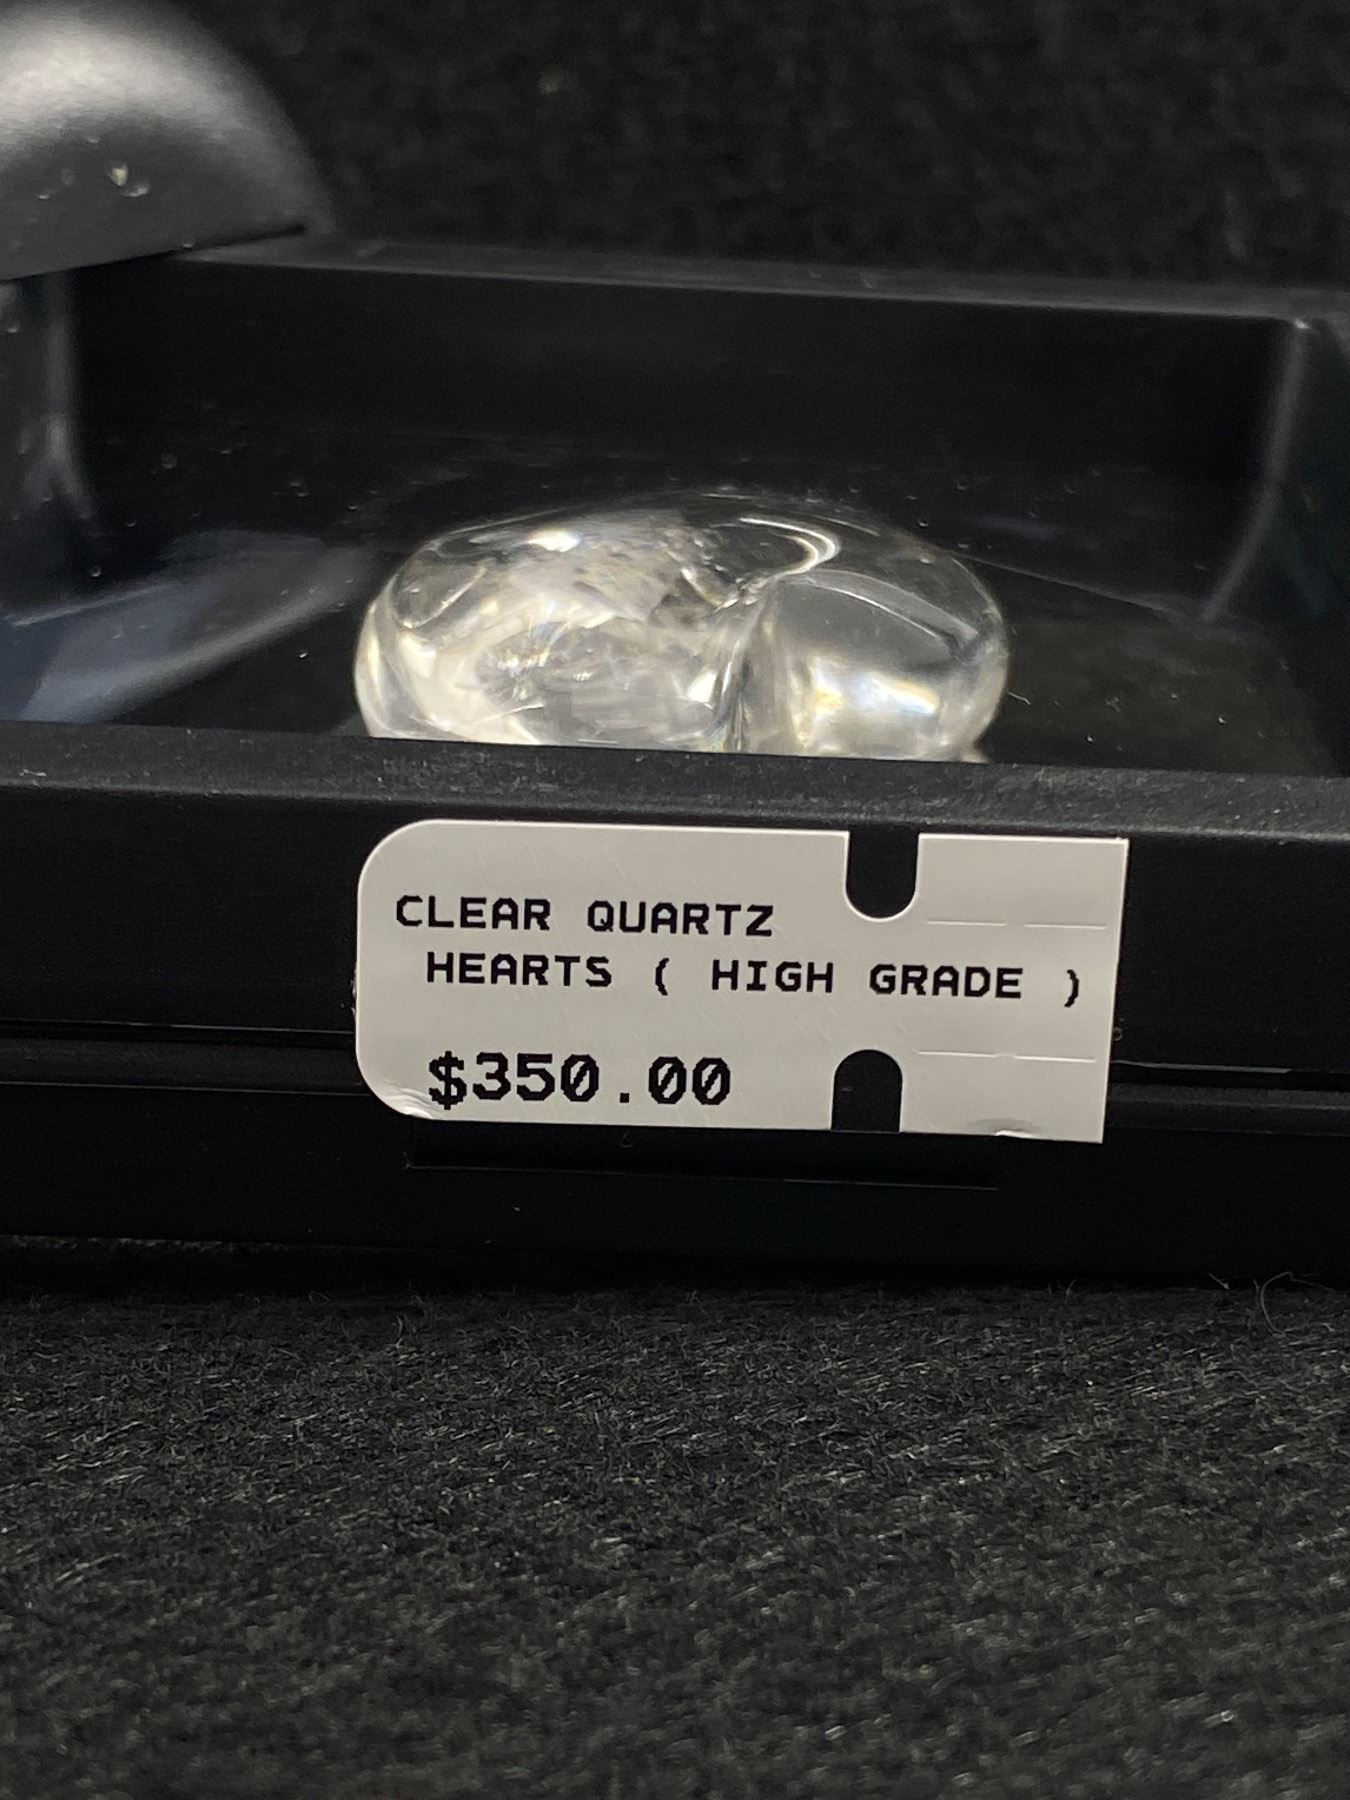 CLEAR QUARTZ
HEARTS ( HIGH GRADE )
$350.00